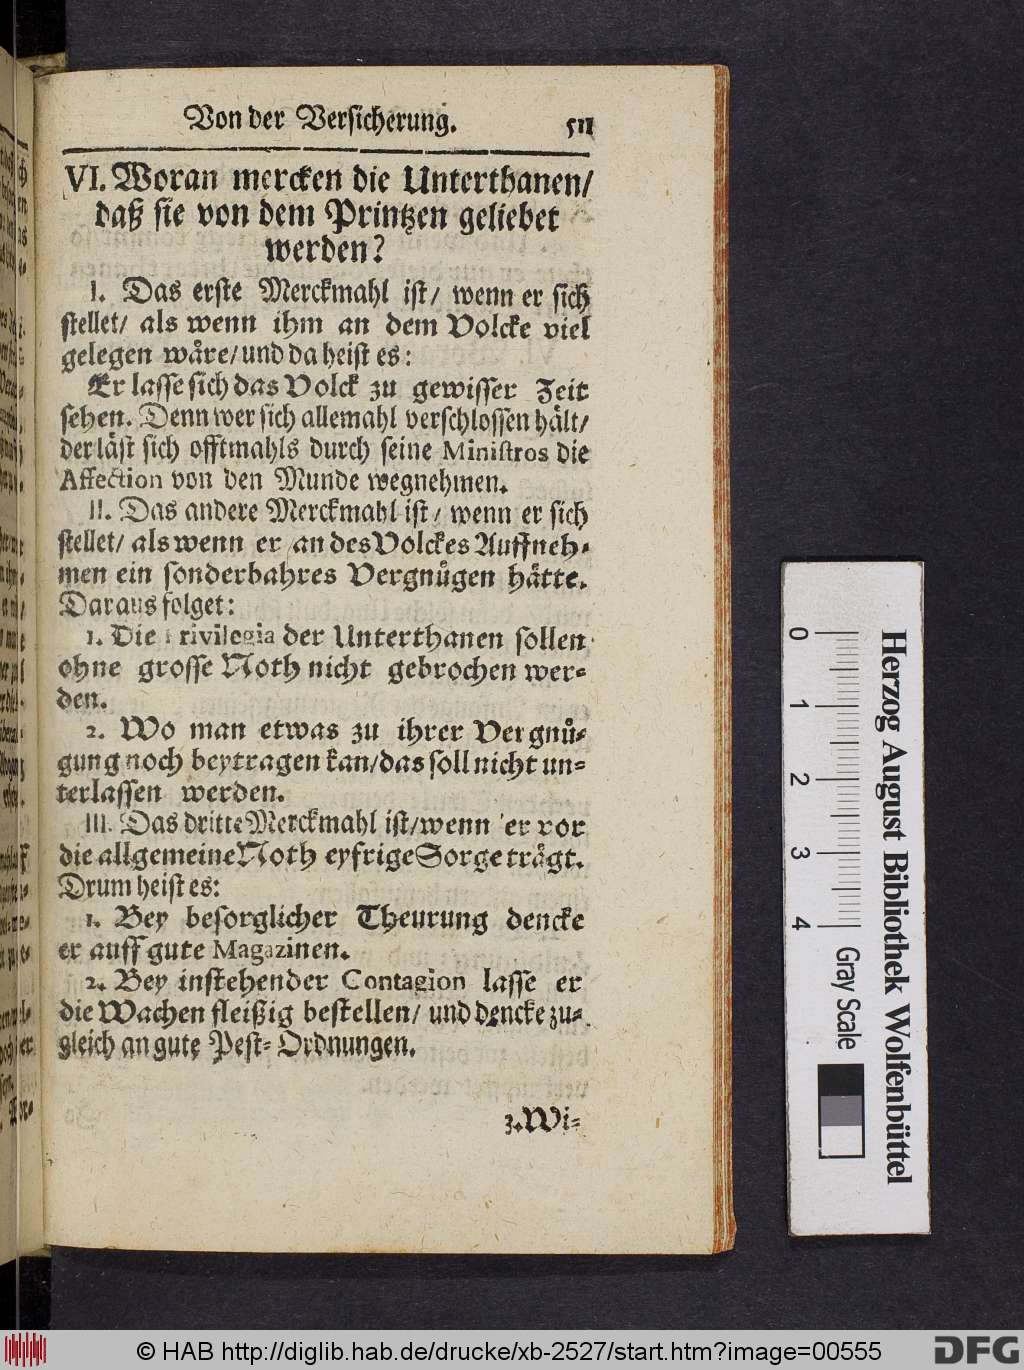 Von der Versicherung. 511
VI. Woran mercken die Unterthanen/
daß sie von dem Printzen geliebet
werden?
I. Das erste Merckmahl ist/ wenn er sich
stellet/ als wenn ihm an dem Volcke viel
gelegen wåre/ und da heist es:
Er lasse sich das Volck zu gewisser Zeit
sehen. Denn wer sich allemahl verschlossen hält/
der läst sich offtmahls durch seine Ministros die
Affection von den Munde wegnehmen.
II. Das andere Merckmahl ist/ wenn er sich
stellet/ als wenn er an des Volckes Auffneh-
men ein sonderbahres Vergnůgen håtte.
Daraus folget:
1. Die Privilegia der Unterthanen sollen
ohne grosse Noth nicht gebrochen wer-
den.
2. Wo man etwas zu ihrer Vergnů-
gung noch beytragen kan/ das soll nicht un-
terlassen werden.
III. Das dritte Merckmahl ist/ wenn er vor
die allgemeine Noth eyfrige Sorge trågt.
Drum heist es:
1. Bey besorglicher Theurung dencke
er auff gute Magazinen.
2. Bey instehender Contagion lasse er
die Wachen fleißig bestellen/ und dencke zu-
gleich an gute Pest-Ordnungen.
3. Wi-
Herzog August Bibliothek Wolfenbüttel
0 1 2 3 4 Gray Scale
© HAB http://diglib.hab.de/drucke/xb-2527/start.htm?image=00555
DFG